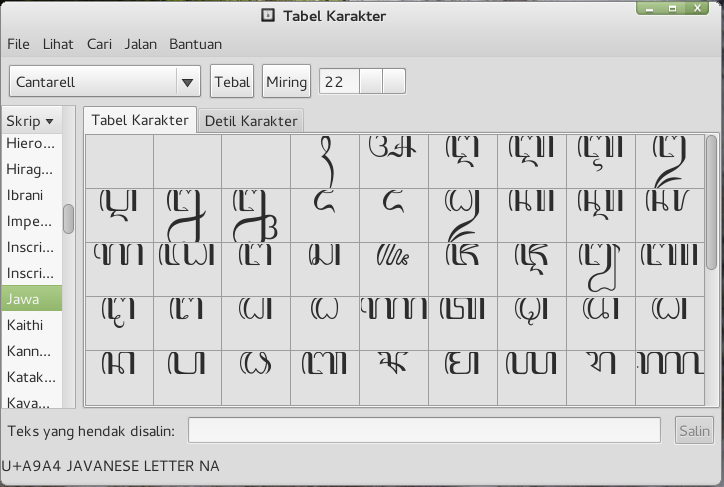 Tabel Karakter
File Lihat Cari Jalan Bantuan
Cantarell Tebal Miring 22
Skrip
Hiero...
Hirag...
Ibrani
Impe...
Inscri...
Inscri...
Jawa
Kaithi
Kann...
Katak...
Kaya...
Tabel Karakter Detil Karakter
ꦃ ꦄ ꦅ ꦆ ꦇ ꦈ
ꦉ ꦊ ꦋ ꦌ ꦍ ꦎ ꦏ ꦐ ꦑ
ꦒ ꦓ ꦔ ꦕ ꦖ ꦗ ꦘ ꦙ ꦚ
ꦛ ꦜ ꦝ ꦞ ꦟ ꦠ ꦡ ꦢ ꦣ
ꦤ ꦥ ꦦ ꦧ ꦨ ꦩ ꦪ ꦫ ꦬ
Teks yang hendak disalin: Salin
U+A9A4 JAVANESE LETTER NA